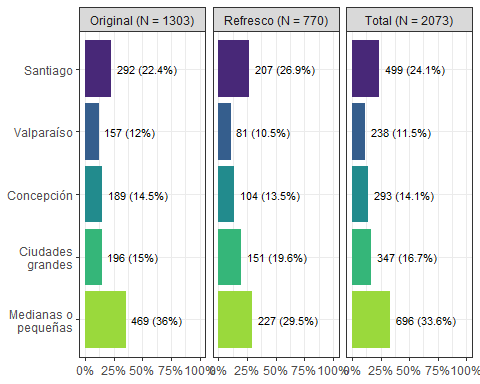 Original (N = 1303) Refresco (N = 770) Total (N = 2073)
Santiago 292 (22.4%) 207 (26.9%) 499 (24.1%)
Valparaíso 157 (12%) 81 (10.5%) 238 (11.5%)
Concepción 189 (14.5%) 104 (13.5%) 293 (14.1%)
Ciudades
grandes 196 (15%) 151 (19.6%) 347 (16.7%)
Medianas o
pequeñas 469 (36%) 227 (29.5%) 696 (33.6%)
0% 25% 50% 75% 100% 0% 25% 50% 75% 100% 0% 25% 50% 75% 100%